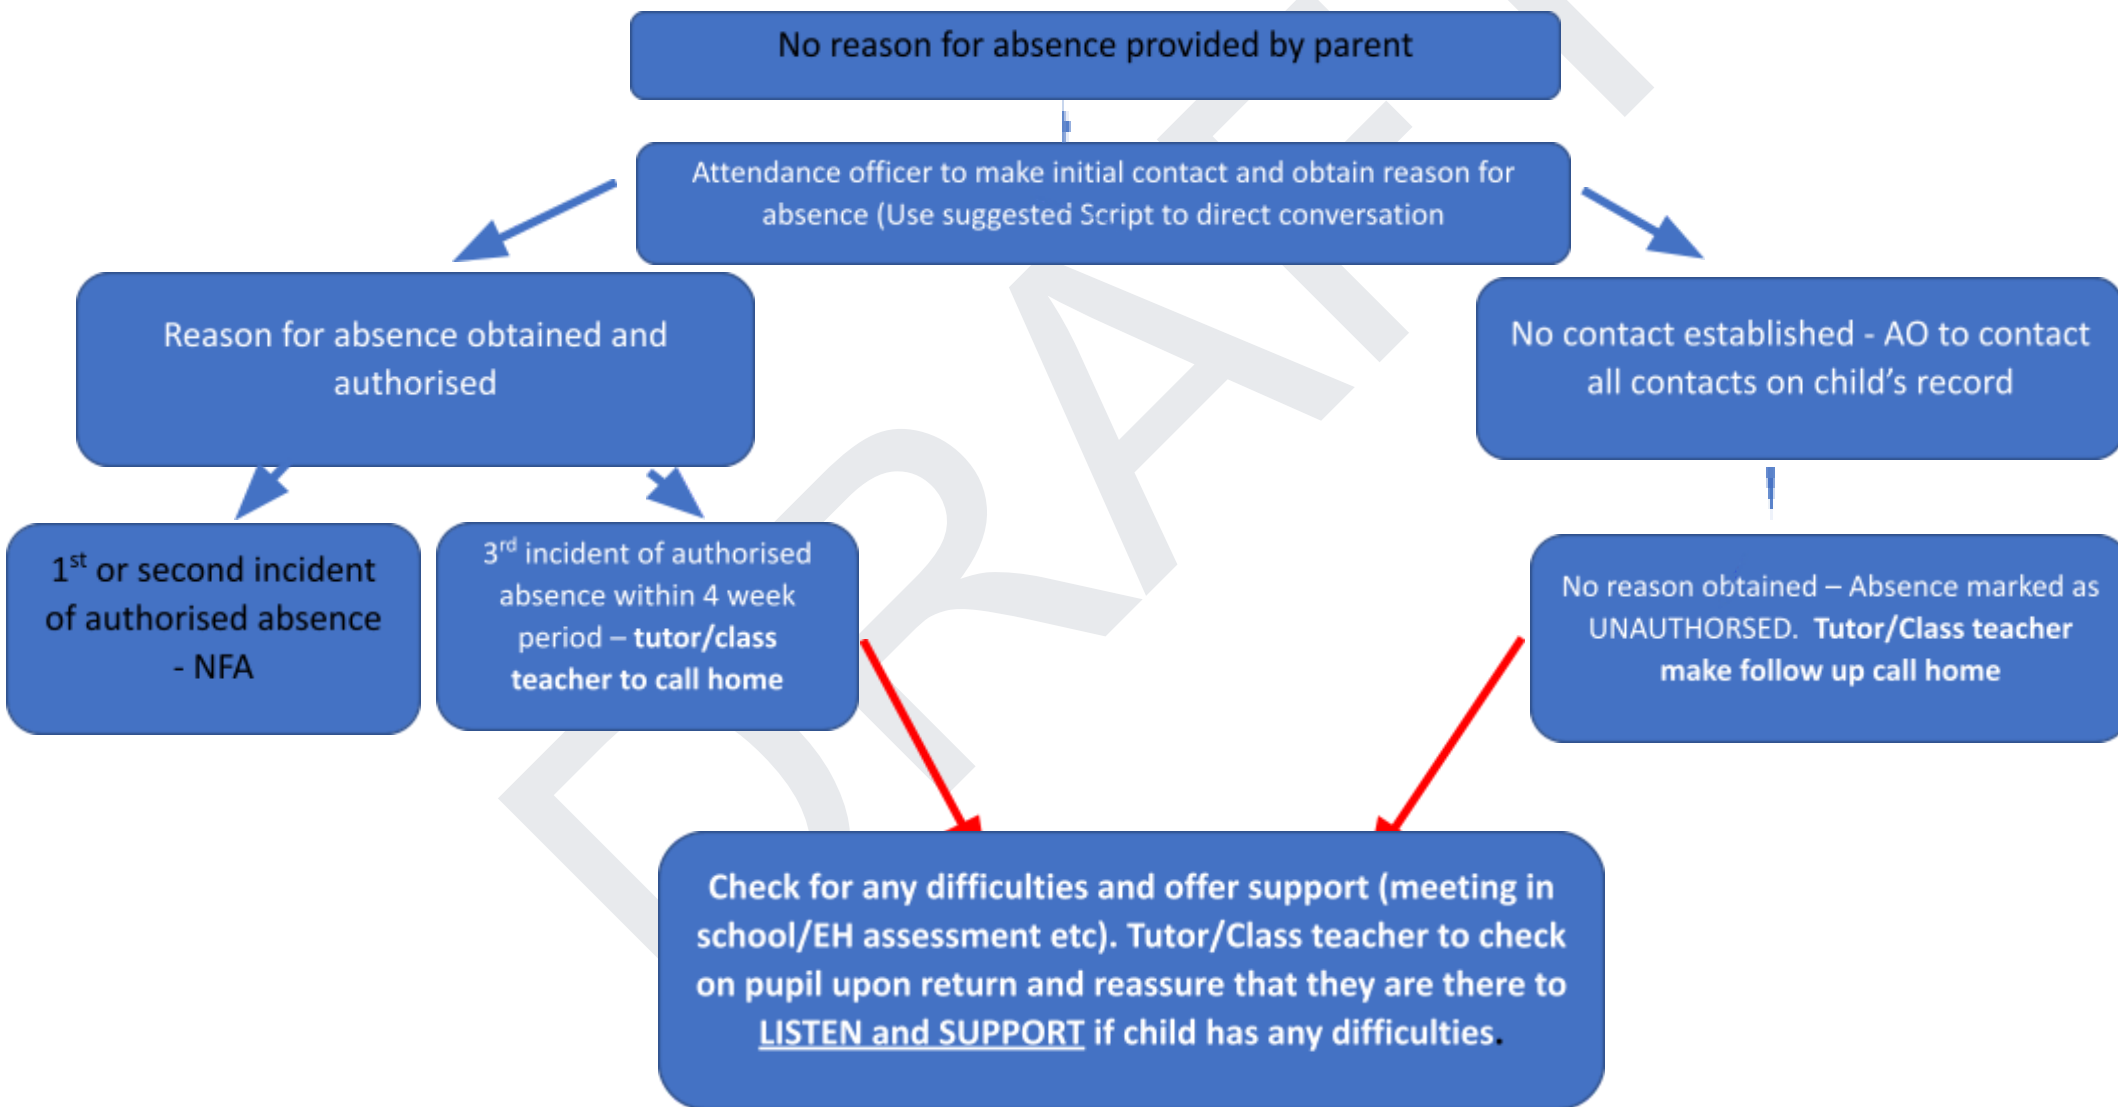 No reason for absence provided by parent
Attendance officer to make initial contact and obtain reason for
absence (Use suggested Script to direct conversation
Reason for absence obtained and
authorised
No contact established - AO to contact
all contacts on child’s record
1st or second incident
of authorised absence
- NFA
3rd incident of authorised
absence within 4 week
period – tutor/class
teacher to call home
No reason obtained – Absence marked as
UNAUTHORSED. Tutor/Class teacher
make follow up call home
Check for any difficulties and offer support (meeting in
school/EH assessment etc). Tutor/Class teacher to check
on pupil upon return and reassure that they are there to
LISTEN and SUPPORT if child has any difficulties.
DRAFT